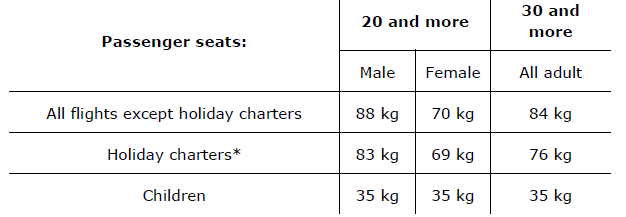 Passenger seats: 20 and more 30 and
more
Male Female All adult
All flights except holiday charters 88 kg 70 kg 84 kg
Holiday charters* 83 kg 69 kg 76 kg
Children 35 kg 35 kg 35 kg